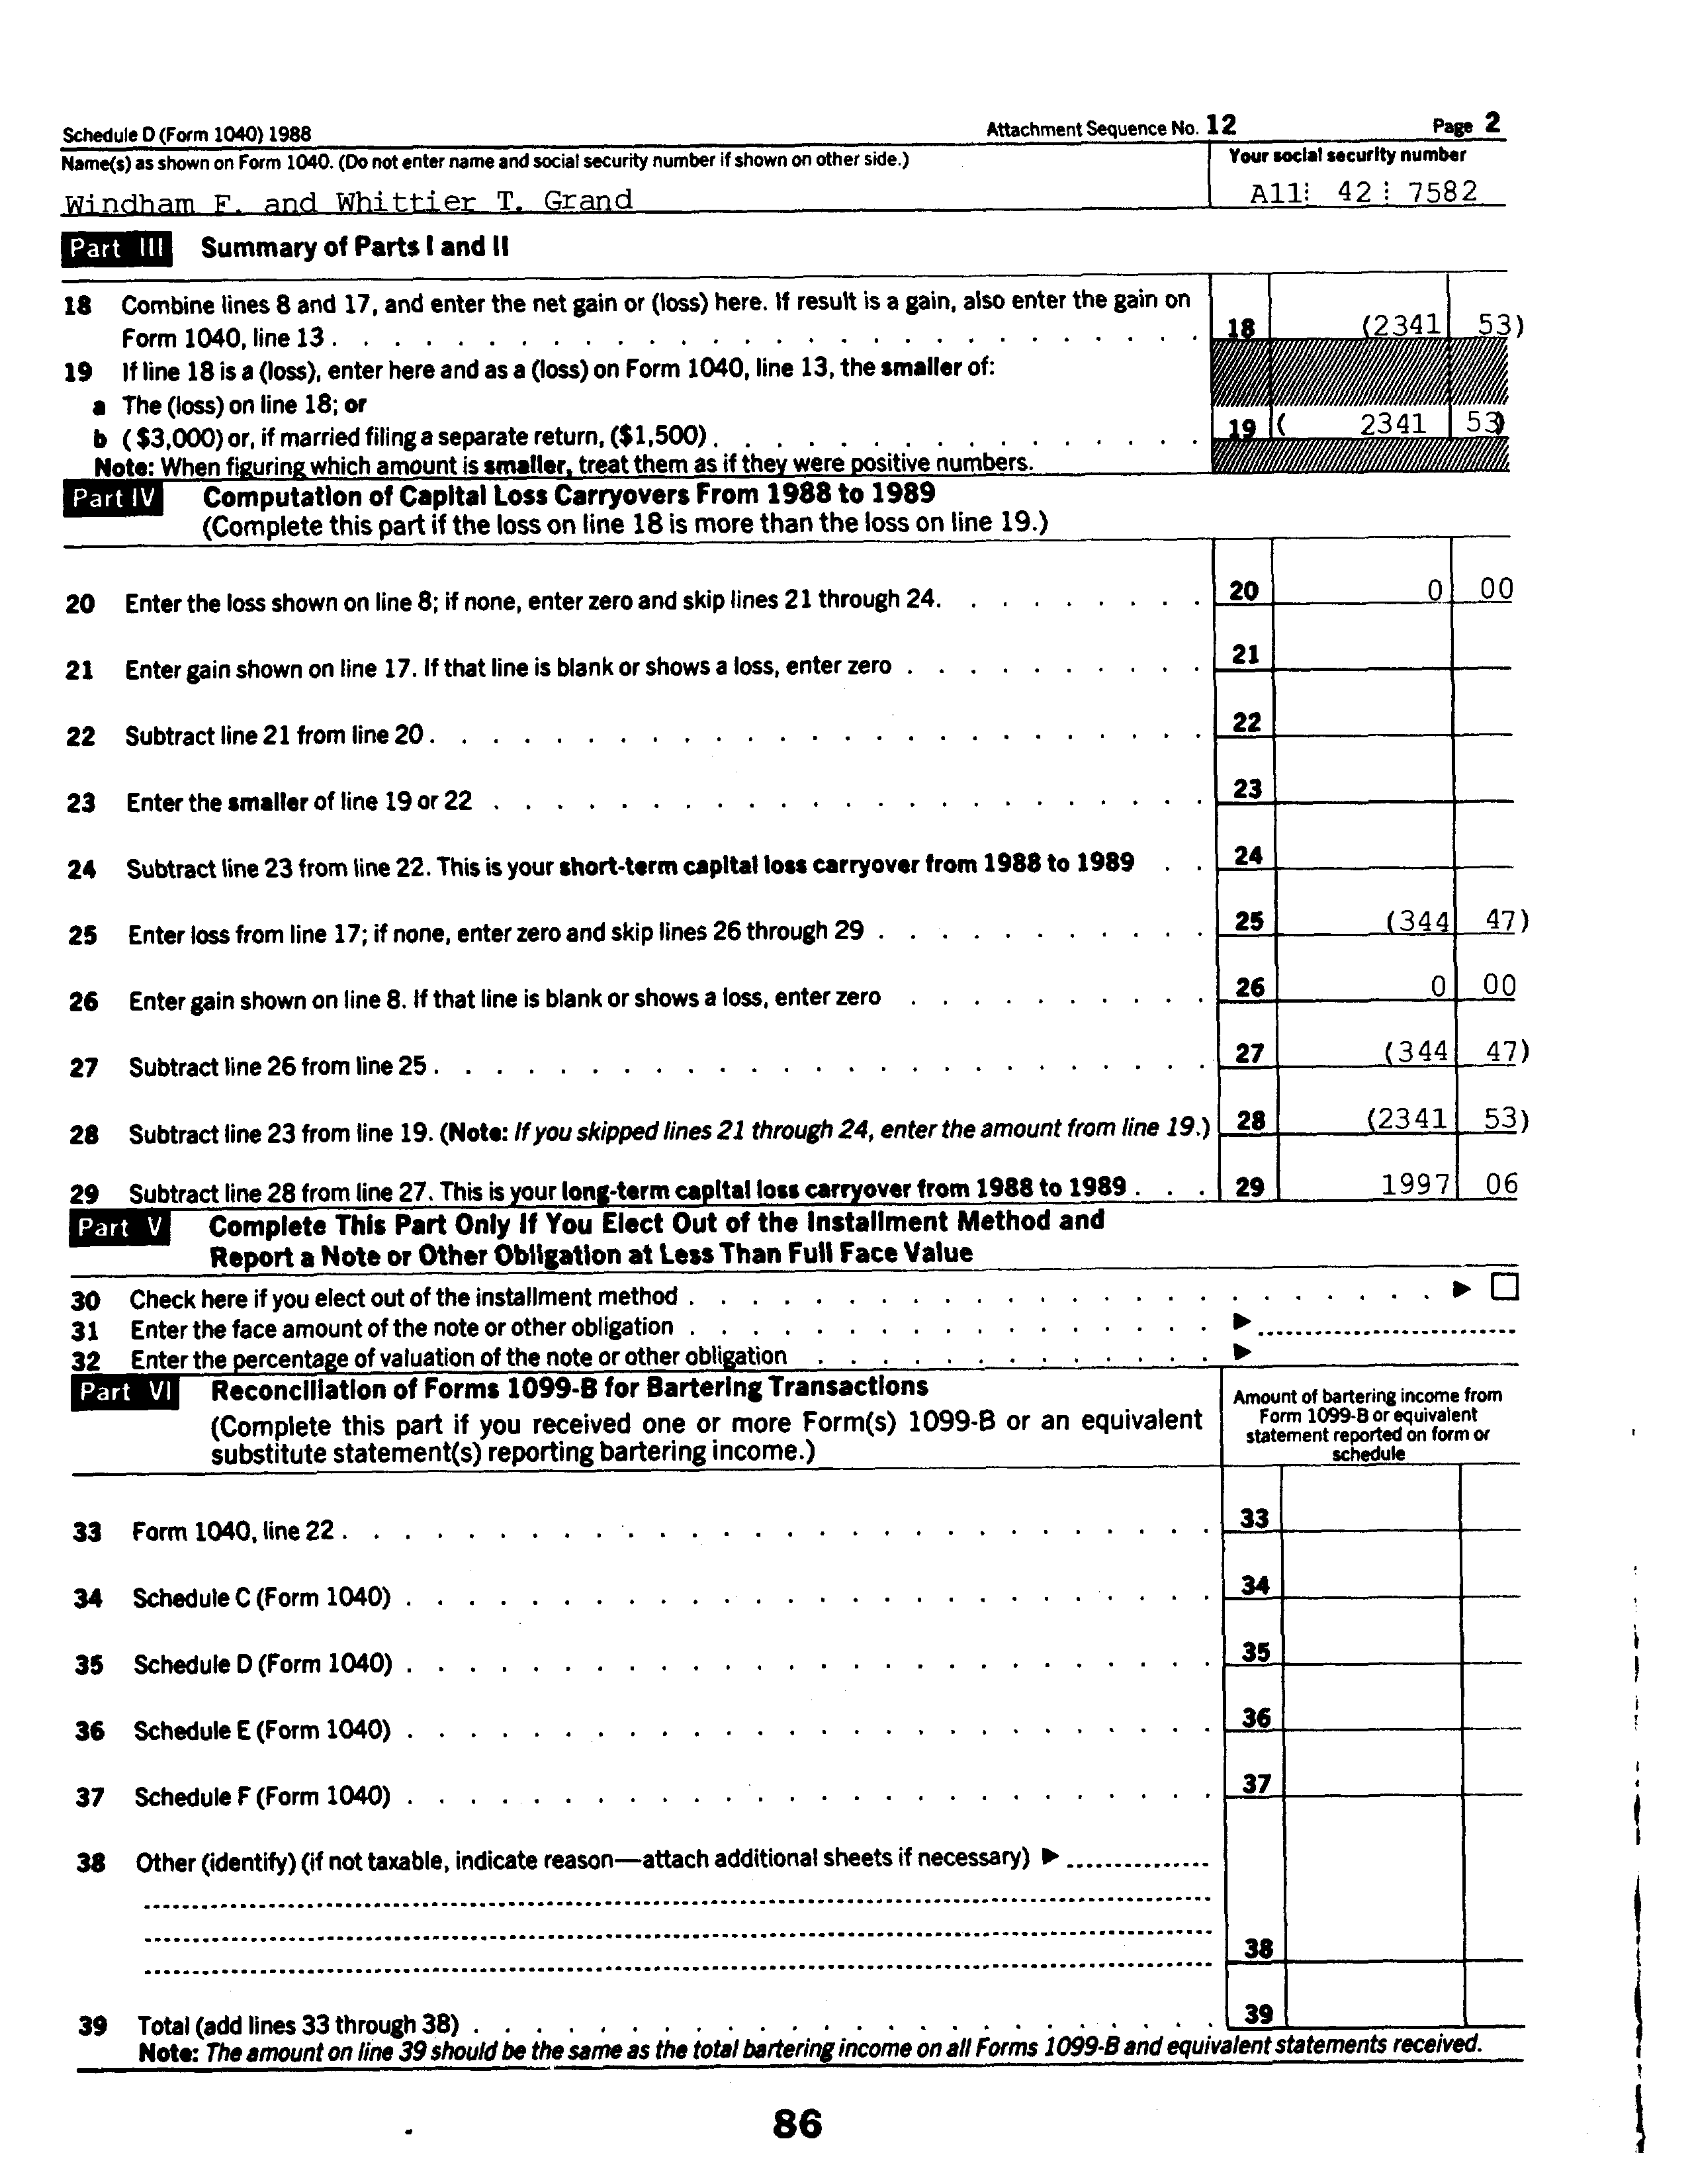 Schedule D (Form 1040) 1988 Attachment Sequence No. 12 Page 2
Name(s) as shown on Form 1040. (Do not enter name and social security number if shown on other side.) Your social security number
Windham F. and Whittier T. Grand A11 42 7582
Part III Summary of Parts I and II
18 Combine lines 8 and 17, and enter the net gain or (loss) here. If result is a gain, also enter the gain on
Form 1040, line 13 . . . 18 (2341 53)
19 If line 18 is a (loss), enter here and as a (loss) on Form 1040, line 13, the smaller of:
a The (loss) on line 18; or
b ($3,000) or, if married filing a separate return, ($1,500) . . . 19 ( 2341 53)
Note: When figuring which amount is smaller, treat them as if they were positive numbers.
Part IV Computation of Capital Loss Carryovers From 1988 to 1989
(Complete this part if the loss on line 18 is more than the loss on line 19.)
20 Enter the loss shown on line 8; if none, enter zero and skip lines 21 through 24. . . . 20 0 00
21 Enter gain shown on line 17. If that line is blank or shows a loss, enter zero . . . 21
22 Subtract line 21 from line 20 . . . 22
23 Enter the smaller of line 19 or 22 . . . 23
24 Subtract line 23 from line 22. This is your short-term capital loss carryover from 1988 to 1989 . . 24
25 Enter loss from line 17; if none, enter zero and skip lines 26 through 29 . . . 25 (344 47)
26 Enter gain shown on line 8. If that line is blank or shows a loss, enter zero . . . 26 0 00
27 Subtract line 26 from line 25 . . . 27 (344 47)
28 Subtract line 23 from line 19. (Note: If you skipped lines 21 through 24, enter the amount from line 19.) 28 (2341 53)
29 Subtract line 28 from line 27. This is your long-term capital loss carryover from 1988 to 1989 . . . 29 1997 06
Part V Complete This Part Only If You Elect Out of the Installment Method and
Report a Note or Other Obligation at Less Than Full Face Value
30 Check here if you elect out of the installment method . . . ▶ ☐
31 Enter the face amount of the note or other obligation . . . ▶
32 Enter the percentage of valuation of the note or other obligation . . . ▶
Part VI Reconciliation of Forms 1099-B for Bartering Transactions
(Complete this part if you received one or more Form(s) 1099-B or an equivalent
substitute statement(s) reporting bartering income.)
Amount of bartering income from
Form 1099-B or equivalent
statement reported on form or
schedule
33 Form 1040, line 22 . . . 33
34 Schedule C (Form 1040) . . . 34
35 Schedule D (Form 1040) . . . 35
36 Schedule E (Form 1040) . . . 36
37 Schedule F (Form 1040) . . . 37
38 Other (identify) (if not taxable, indicate reason—attach additional sheets if necessary) ▶
38
39 Total (add lines 33 through 38) . . . 39
Note: The amount on line 39 should be the same as the total bartering income on all Forms 1099-B and equivalent statements received.
86